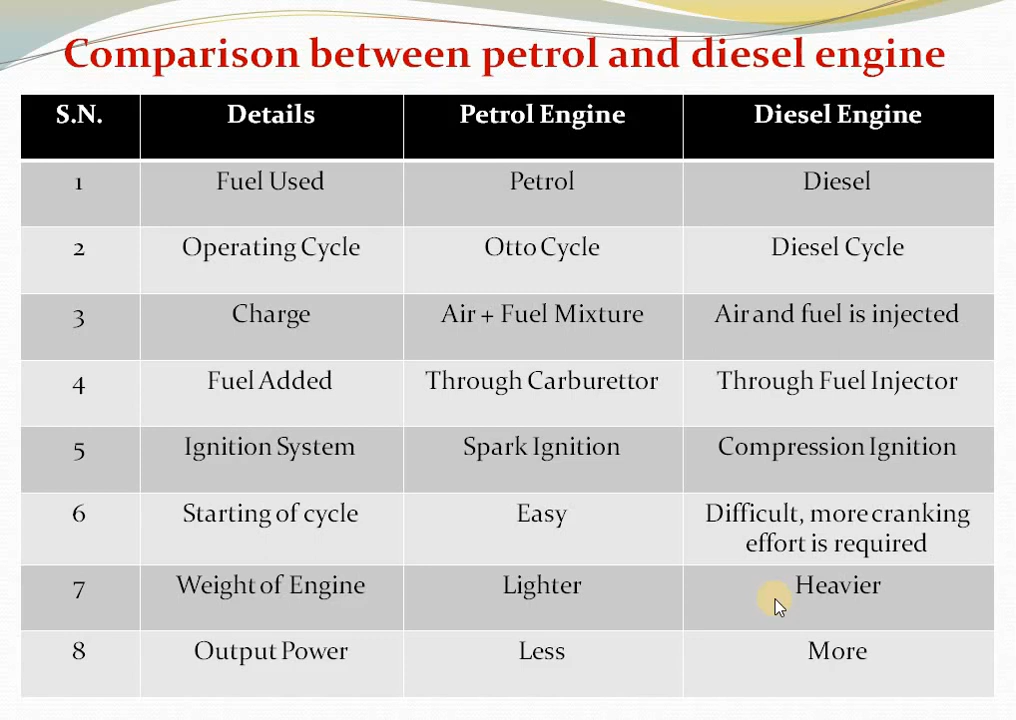 Comparison between petrol and diesel engine
S.N. Details Petrol Engine Diesel Engine
1 Fuel Used Petrol Diesel
2 Operating Cycle Otto Cycle Diesel Cycle
3 Charge Air + Fuel Mixture Air and fuel is injected
4 Fuel Added Through Carburettor Through Fuel Injector
5 Ignition System Spark Ignition Compression Ignition
6 Starting of cycle Easy Difficult, more cranking
effort is required
7 Weight of Engine Lighter Heavier
8 Output Power Less More